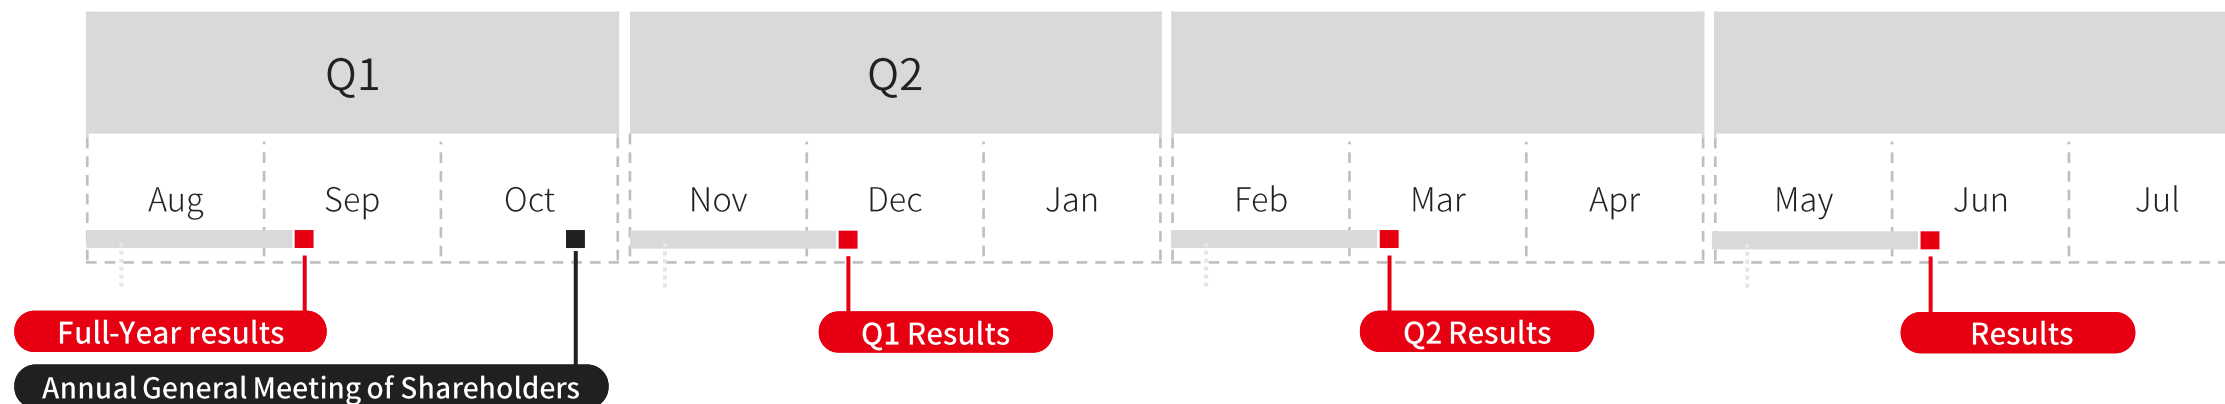 Q1 Q2
Aug Sep Oct Nov Dec Jan Feb Mar Apr May Jun Jul
Full-Year results Q1 Results Q2 Results Results
Annual General Meeting of Shareholders